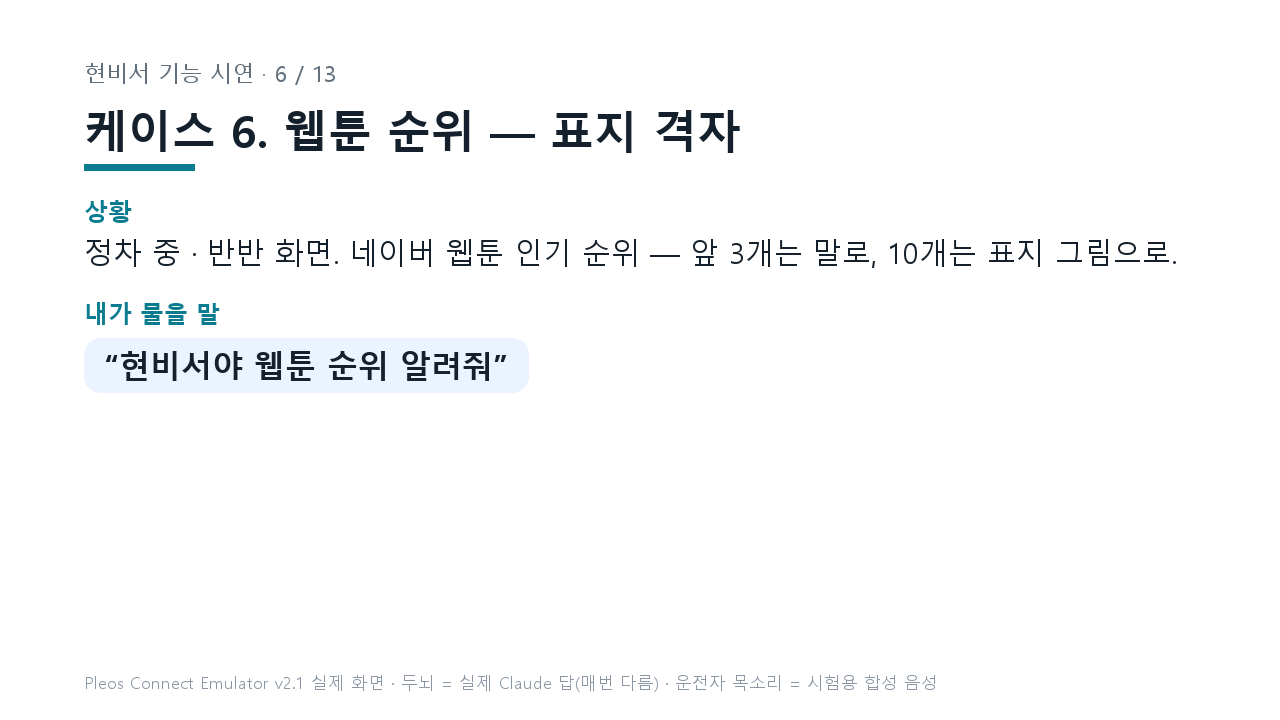 현비서 기능 시연 · 6 / 13
케이스 6. 웹툰 순위 — 표지 격자
상황
정차 중 · 반반 화면. 네이버 웹툰 인기 순위 — 앞 3개는 말로, 10개는 표지 그림으로.
내가 물을 말
“현비서야 웹툰 순위 알려줘”
Pleos Connect Emulator v2.1 실제 화면 · 두뇌 = 실제 Claude 답(매번 다름) · 운전자 목소리 = 시험용 합성 음성